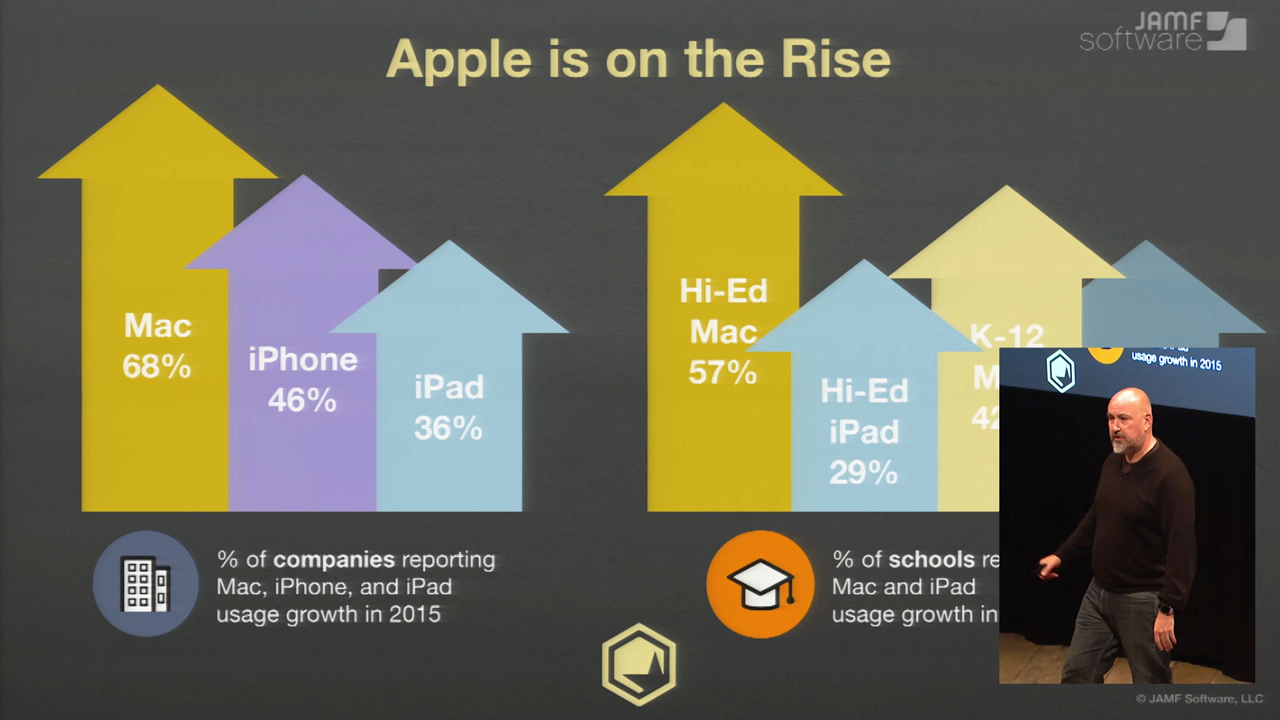 JAMF
software
Apple is on the Rise
Mac
68%
iPhone
46%
iPad
36%
Hi-Ed
Mac
57%
Hi-Ed
iPad
29%
K-12
% of companies reporting
Mac, iPhone, and iPad
usage growth in 2015
% of schools
Mac and iPad
usage growth in
usage growth in 2015
© JAMF Software, LLC